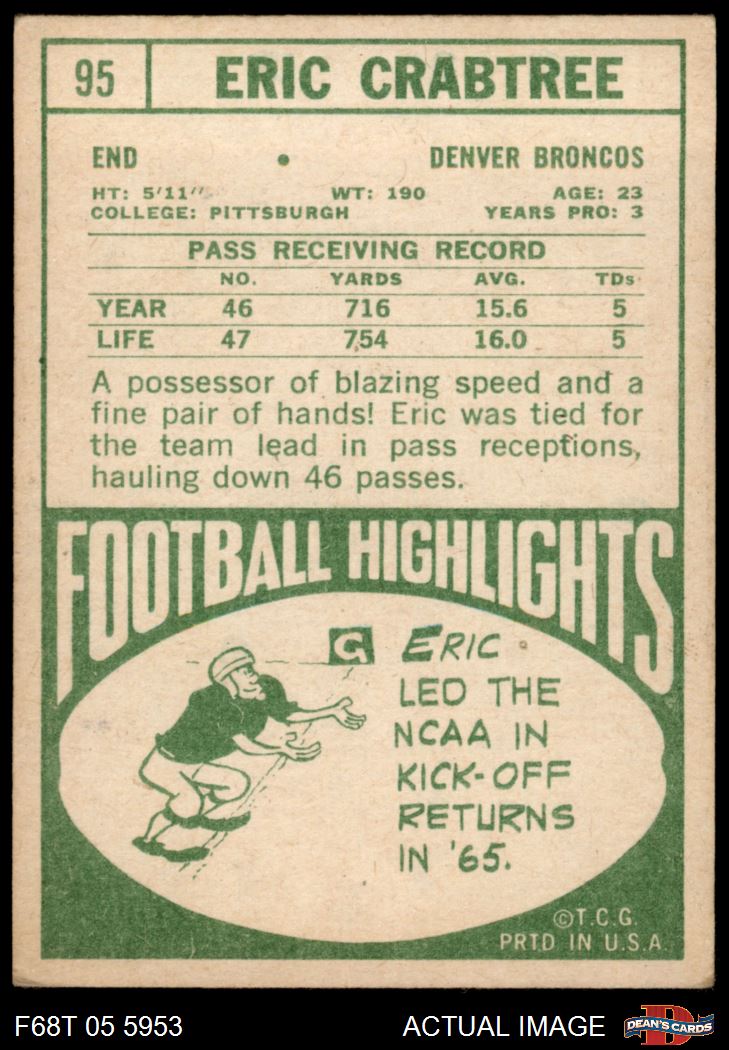 95 ERIC CRABTREE
END • DENVER BRONCOS
HT: 5'11" WT: 190 AGE: 23
COLLEGE: PITTSBURGH YEARS PRO: 3
PASS RECEIVING RECORD
NO. YARDS AVG. TDs
YEAR 46 716 15.6 5
LIFE 47 754 16.0 5
A possessor of blazing speed and a
fine pair of hands! Eric was tied for
the team lead in pass receptions,
hauling down 46 passes.
FOOTBALL HIGHLIGHTS
G ERIC
LED THE
NCAA IN
KICK-OFF
RETURNS
IN '65.
©T.C.G.
PRTD IN U.S.A.
F68T 05 5953 ACTUAL IMAGE D DEAN'S CARDS